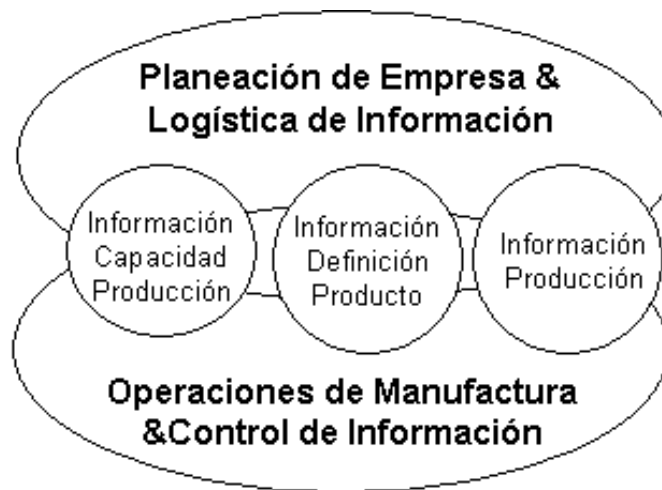 Planeación de Empresa &
Logística de Información
Información
Capacidad
Producción
Información
Definición
Producto
Información
Producción
Operaciones de Manufactura
&Control de Información